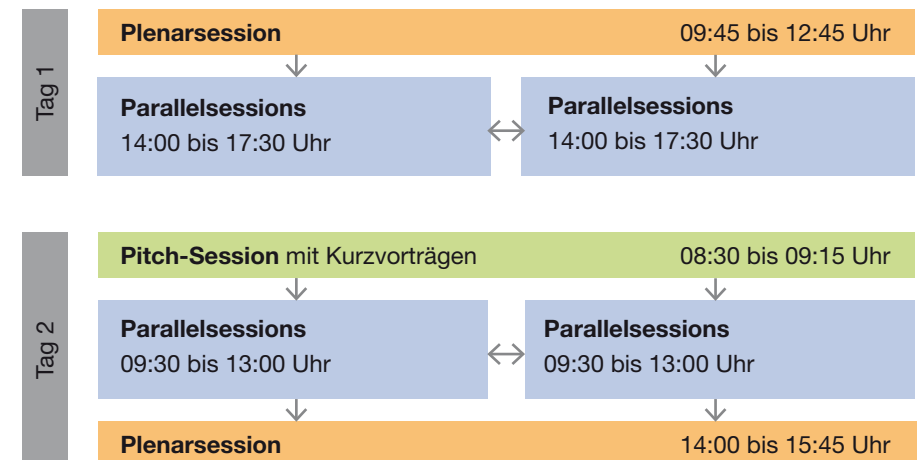 Tag 1
Plenarsession 09:45 bis 12:45 Uhr
Parallelsessions
14:00 bis 17:30 Uhr
Parallelsessions
14:00 bis 17:30 Uhr
Tag 2
Pitch-Session mit Kurzvorträgen 08:30 bis 09:15 Uhr
Parallelsessions
09:30 bis 13:00 Uhr
Parallelsessions
09:30 bis 13:00 Uhr
Plenarsession 14:00 bis 15:45 Uhr